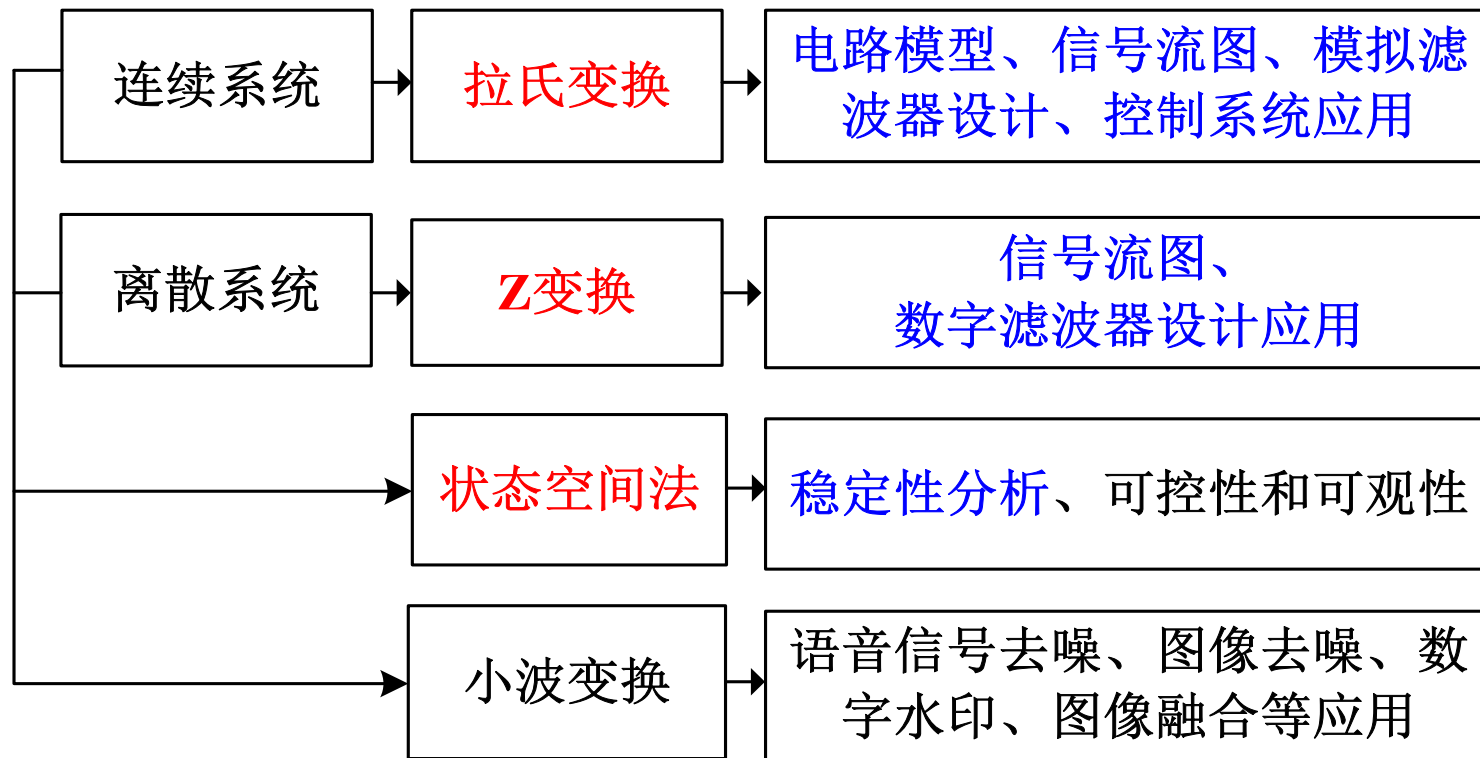 连续系统
拉氏变换
电路模型、信号流图、模拟滤
波器设计、控制系统应用
离散系统
Z变换
信号流图、
数字滤波器设计应用
状态空间法
稳定性分析、可控性和可观性
小波变换
语音信号去噪、图像去噪、数
字水印、图像融合等应用